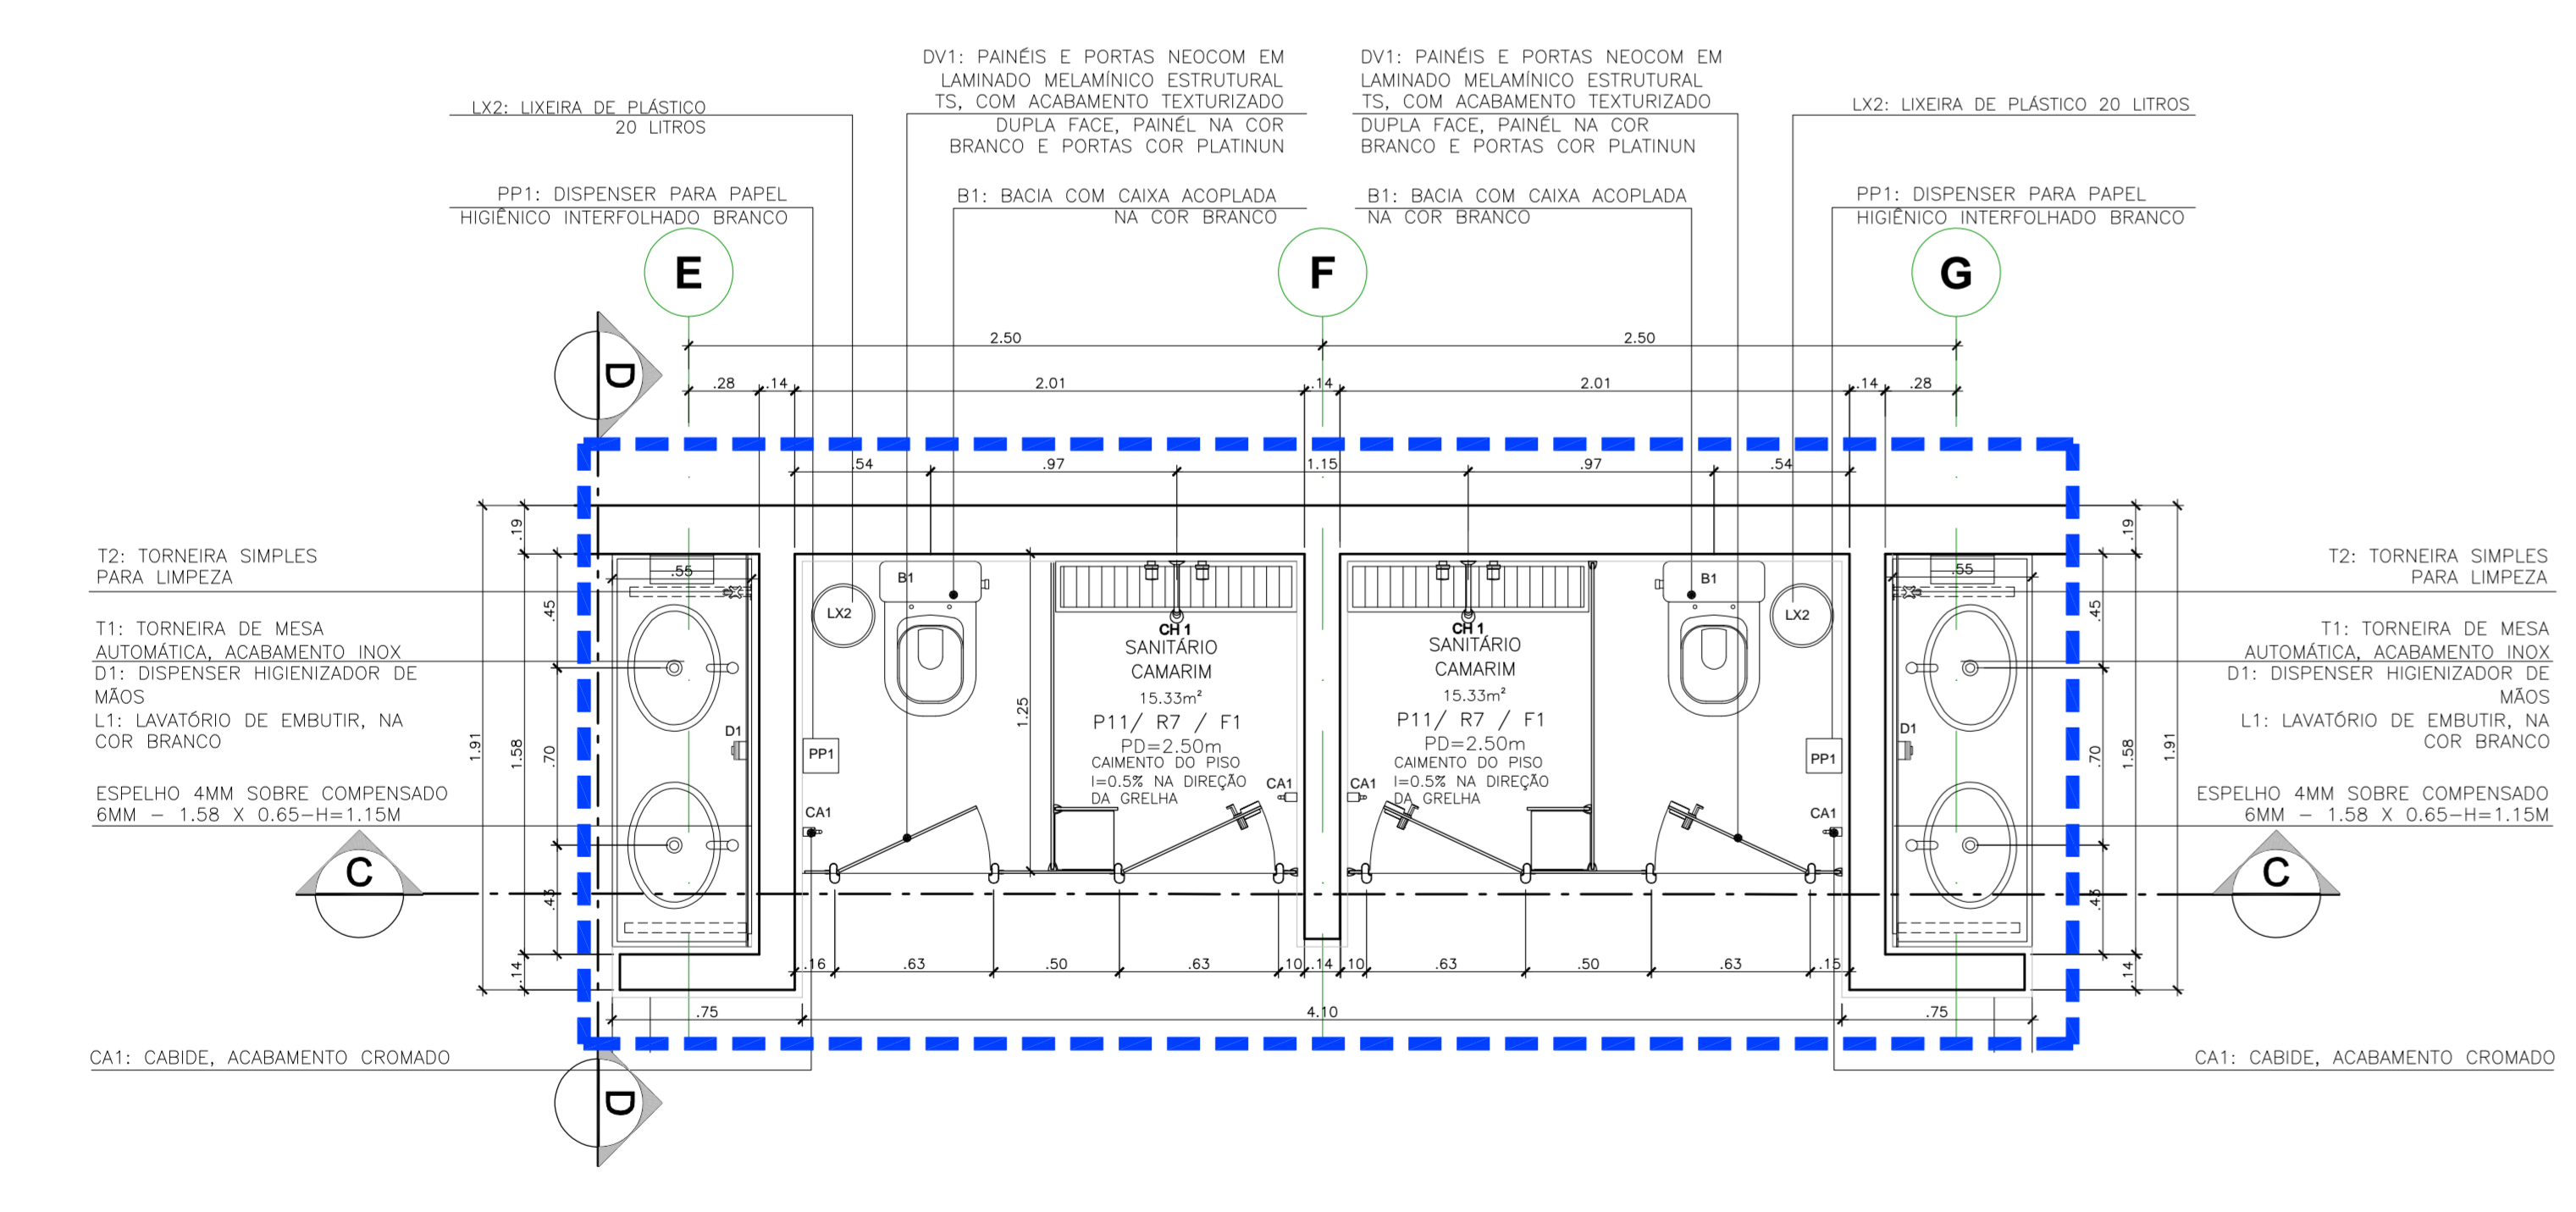 DV1: PAINÉIS E PORTAS NEOCOM EM
LAMINADO MELAMÍNICO ESTRUTURAL
TS, COM ACABAMENTO TEXTURIZADO
DUPLA FACE, PAINÉL NA COR
BRANCO E PORTAS COR PLATINUN
DV1: PAINÉIS E PORTAS NEOCOM EM
LAMINADO MELAMÍNICO ESTRUTURAL
TS, COM ACABAMENTO TEXTURIZADO
DUPLA FACE, PAINÉL NA COR
BRANCO E PORTAS COR PLATINUN
LX2: LIXEIRA DE PLÁSTICO
20 LITROS
LX2: LIXEIRA DE PLÁSTICO 20 LITROS
PP1: DISPENSER PARA PAPEL
HIGIÊNICO INTERFOLHADO BRANCO
B1: BACIA COM CAIXA ACOPLADA
NA COR BRANCO
B1: BACIA COM CAIXA ACOPLADA
NA COR BRANCO
PP1: DISPENSER PARA PAPEL
HIGIÊNICO INTERFOLHADO BRANCO
E
F
G
2.50
2.50
D
.28
.14
2.01
.14
2.01
.14
.28
.54
.97
1.15
.97
.54
.19
1.91
1.58
.45
.70
.43
.14
.55
T2: TORNEIRA SIMPLES
PARA LIMPEZA
T1: TORNEIRA DE MESA
AUTOMÁTICA, ACABAMENTO INOX
D1: DISPENSER HIGIENIZADOR DE
MÃOS
L1: LAVATÓRIO DE EMBUTIR, NA
COR BRANCO
ESPELHO 4MM SOBRE COMPENSADO
6MM – 1.58 X 0.65–H=1.15M
C
D1
LX2
B1
PP1
CA1
1.25
CH 1
SANITÁRIO
CAMARIM
15.33m²
P11/ R7 / F1
PD=2.50m
CAIMENTO DO PISO
I=0.5% NA DIREÇÃO
DA GRELHA
CA1
CH 1
SANITÁRIO
CAMARIM
15.33m²
P11/ R7 / F1
PD=2.50m
CAIMENTO DO PISO
I=0.5% NA DIREÇÃO
DA GRELHA
CA1
B1
LX2
PP1
CA1
D1
.55
.19
.45
.70
.43
1.58
1.91
.14
T2: TORNEIRA SIMPLES
PARA LIMPEZA
T1: TORNEIRA DE MESA
AUTOMÁTICA, ACABAMENTO INOX
D1: DISPENSER HIGIENIZADOR DE
MÃOS
L1: LAVATÓRIO DE EMBUTIR, NA
COR BRANCO
ESPELHO 4MM SOBRE COMPENSADO
6MM – 1.58 X 0.65–H=1.15M
C
.16
.63
.50
.63
.10
.14
.10
.63
.50
.63
.15
.75
4.10
.75
CA1: CABIDE, ACABAMENTO CROMADO
CA1: CABIDE, ACABAMENTO CROMADO
D